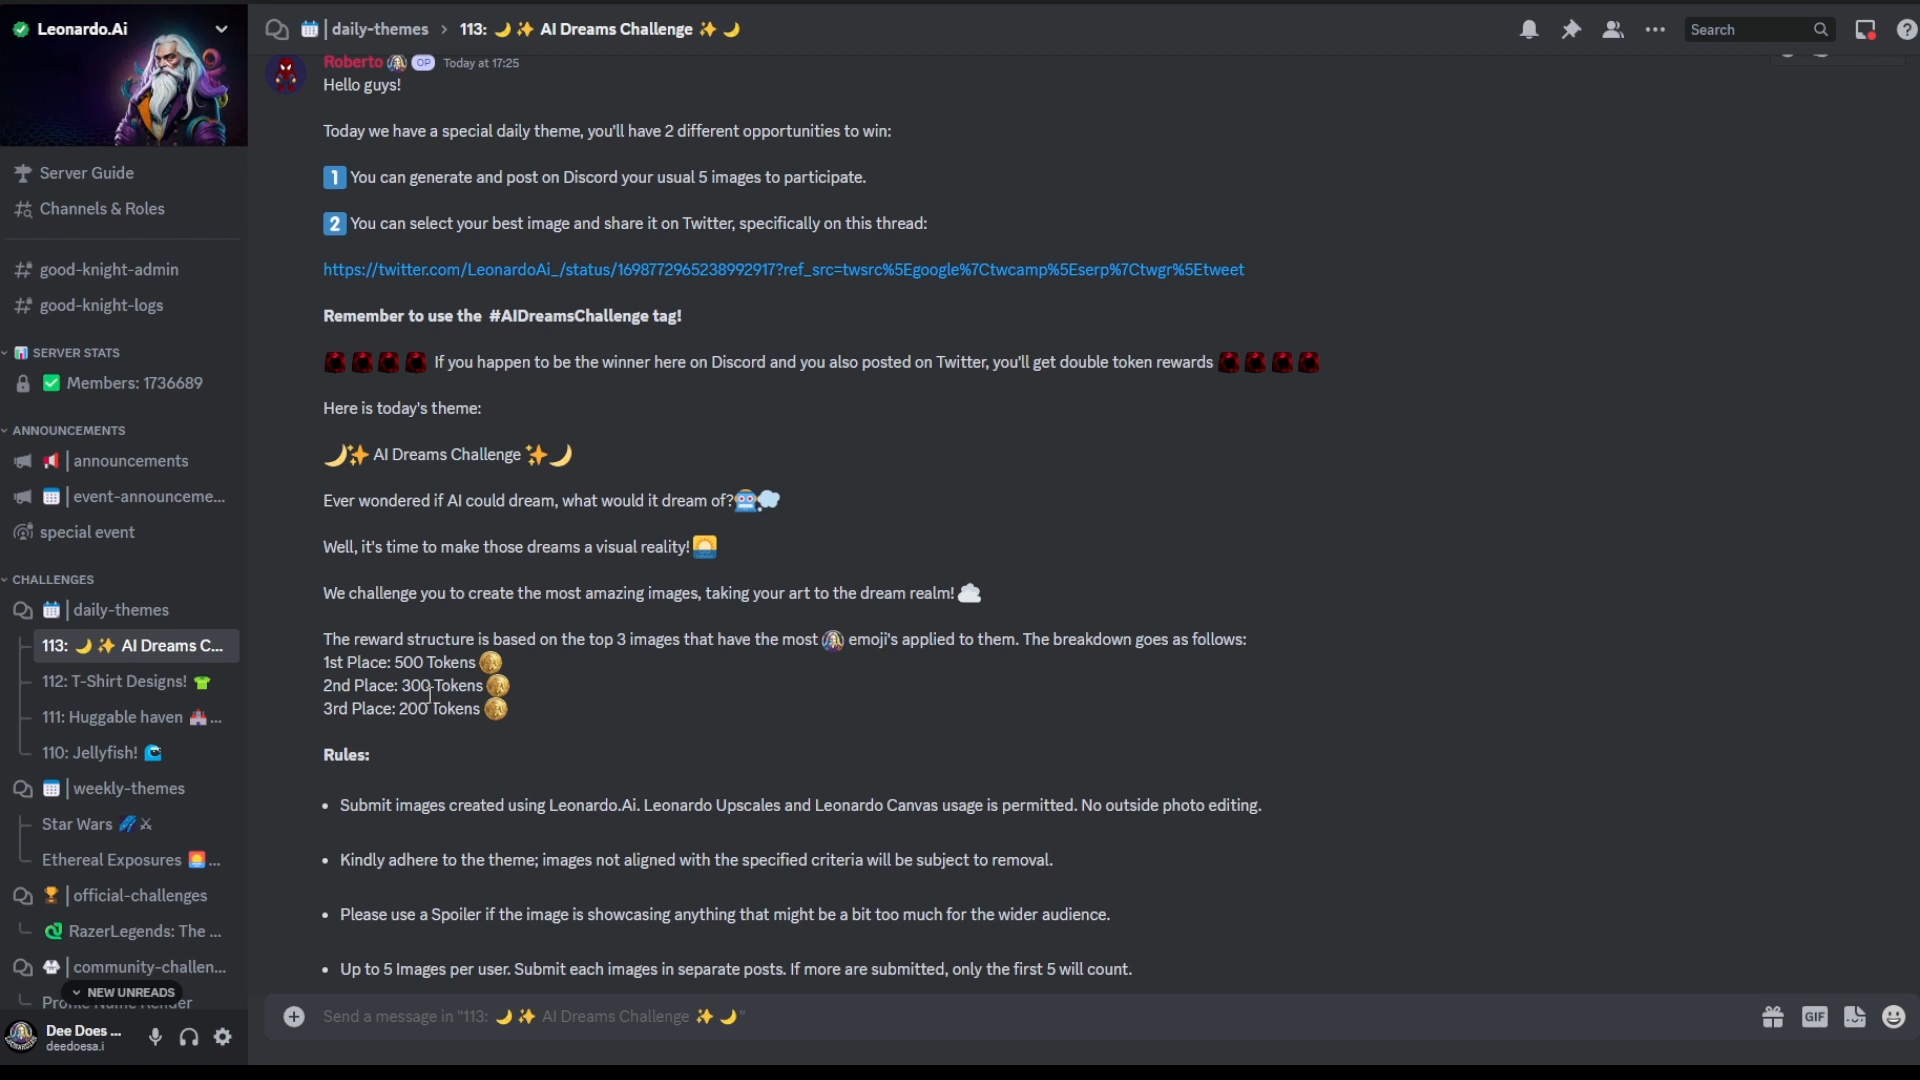 Leonardo.Ai
Server Guide
Channels & Roles
good-knight-admin
good-knight-logs
SERVER STATS
Members: 1736689
ANNOUNCEMENTS
announcements
event-announceme...
special event
CHALLENGES
daily-themes
113: 🌙✨ AI Dreams C...
112: T-Shirt Designs! 👕
111: Huggable haven 🏰 ...
110: Jellyfish! 🌊
weekly-themes
Star Wars 🌌⚔
Ethereal Exposures 🌅 ...
official-challenges
RazerLegends: The ...
community-challen...
NEW UNREADS
Dee Does ...
deedoesa.i
daily-themes › 113: 🌙✨ AI Dreams Challenge ✨🌙
Search
Roberto OP Today at 17:25
Hello guys!
Today we have a special daily theme, you'll have 2 different opportunities to win:
1 You can generate and post on Discord your usual 5 images to participate.
2 You can select your best image and share it on Twitter, specifically on this thread:
https://twitter.com/LeonardoAi_/status/1698772965238992917?ref_src=twsrc%5Egoogle%7Ctwcamp%5Eserp%7Ctwgr%5Etweet
Remember to use the #AIDreamsChallenge tag!
If you happen to be the winner here on Discord and you also posted on Twitter, you'll get double token rewards
Here is today's theme:
🌙✨ AI Dreams Challenge ✨🌙
Ever wondered if AI could dream, what would it dream of?🤖💭
Well, it's time to make those dreams a visual reality!🌅
We challenge you to create the most amazing images, taking your art to the dream realm!☁️
The reward structure is based on the top 3 images that have the most emoji's applied to them. The breakdown goes as follows:
1st Place: 500 Tokens
2nd Place: 300 Tokens
3rd Place: 200 Tokens
Rules:
• Submit images created using Leonardo.Ai. Leonardo Upscales and Leonardo Canvas usage is permitted. No outside photo editing.
• Kindly adhere to the theme; images not aligned with the specified criteria will be subject to removal.
• Please use a Spoiler if the image is showcasing anything that might be a bit too much for the wider audience.
• Up to 5 Images per user. Submit each images in separate posts. If more are submitted, only the first 5 will count.
Send a message in "113: 🌙✨ AI Dreams Challenge ✨🌙"
GIF